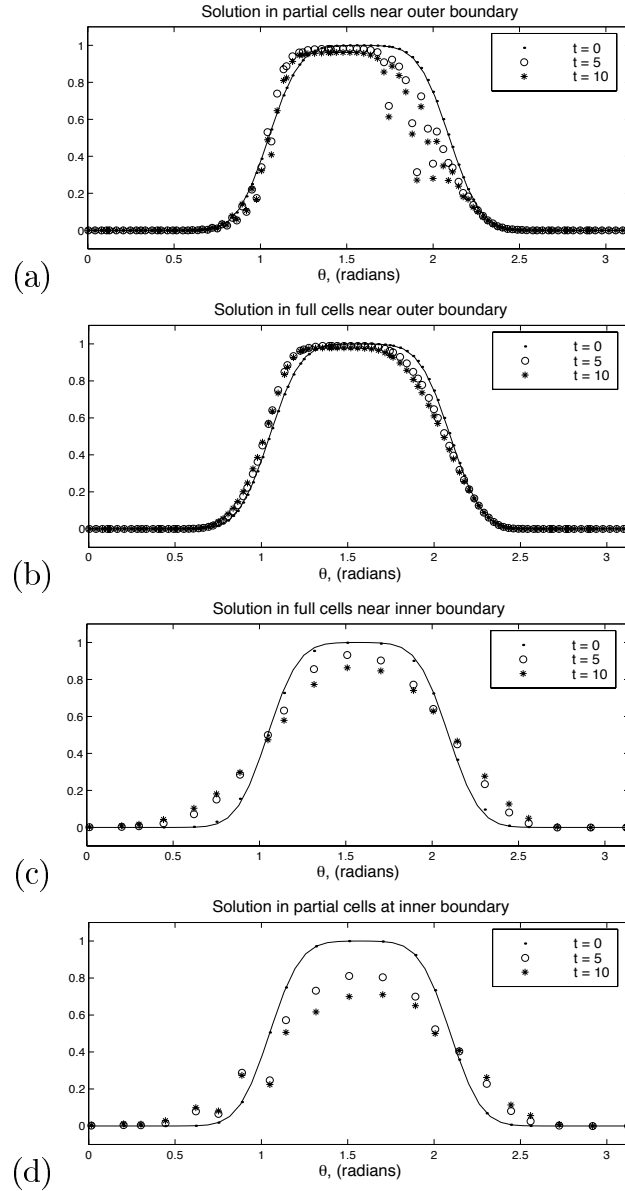 Solution in partial cells near outer boundary
1
0.8
0.6
0.4
0.2
0
t = 0
t = 5
t = 10
0 0.5 1 1.5 2 2.5 3
θ, (radians)
(a)
Solution in full cells near outer boundary
1
0.8
0.6
0.4
0.2
0
t = 0
t = 5
t = 10
0 0.5 1 1.5 2 2.5 3
θ, (radians)
(b)
Solution in full cells near inner boundary
1
0.8
0.6
0.4
0.2
0
t = 0
t = 5
t = 10
0 0.5 1 1.5 2 2.5 3
θ, (radians)
(c)
Solution in partial cells at inner boundary
1
0.8
0.6
0.4
0.2
0
t = 0
t = 5
t = 10
0 0.5 1 1.5 2 2.5 3
θ, (radians)
(d)